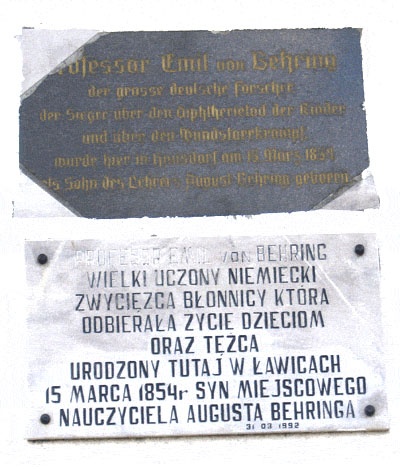 Professor Emil von Behring
der grosse deutsche Forscher
der Sieger über den Diphtherietod der Kinder
und über den Wundstarrkrampf
wurde hier in Hansdorf am 15. März 1854
als Sohn des Lehrers August Behring geboren
PROFESER EMIL von BEHRING
WIELKI UCZONY NIEMIECKI
ZWYCIĘZCA BŁONNICY KTÓRA
ODBIERAŁA ZYCIE DZIECIOM
ORAZ TĘŻCA
URODZONY TUTAJ W ŁAWICACH
15 MARCA 1854r SYN MIEJSCOWEGO
NAUCZYCIELA AUGUSTA BEHRINGA
31 03 1992